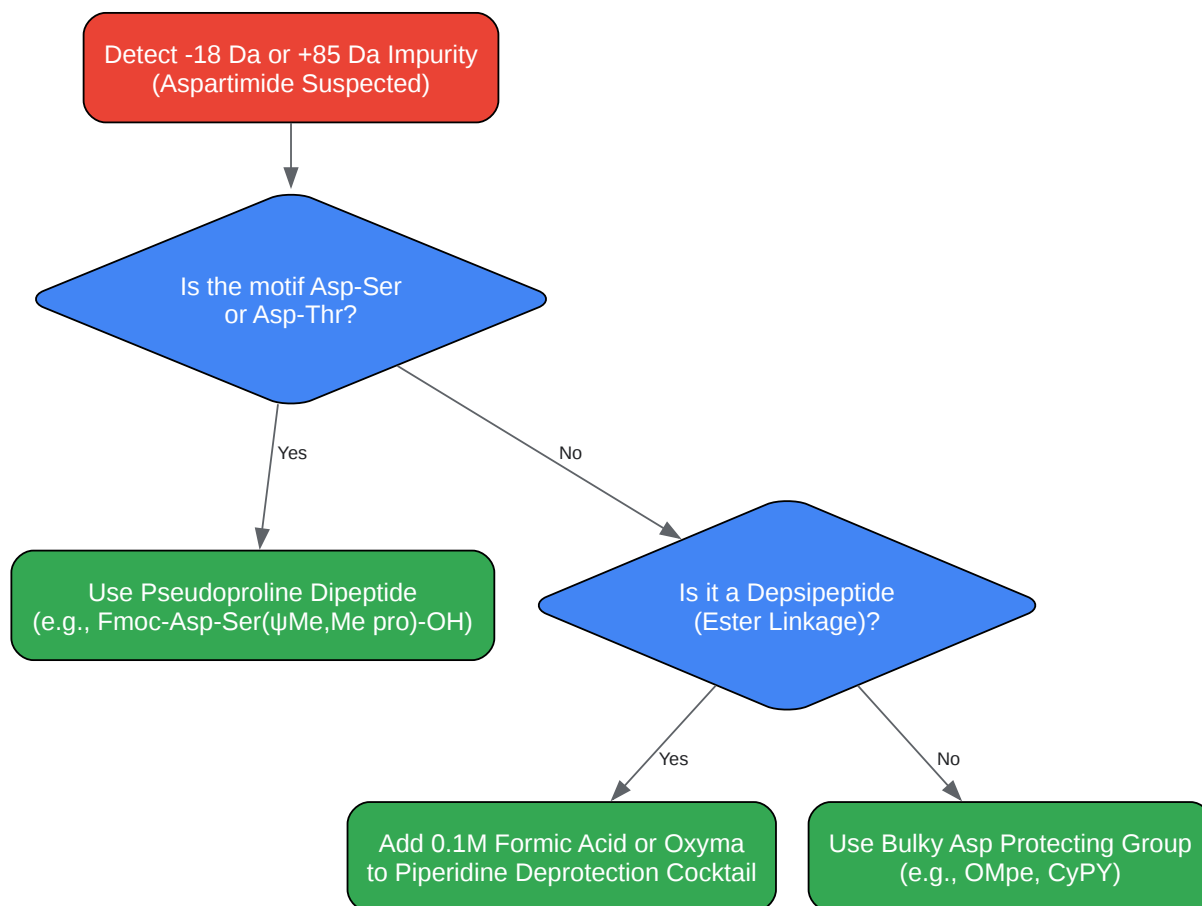 Detect -18 Da or +85 Da Impurity
(Aspartimide Suspected)
Is the motif Asp-Ser
or Asp-Thr?
Yes
No
Use Pseudoproline Dipeptide
(e.g., Fmoc-Asp-Ser(ψMe,Me pro)-OH)
Is it a Depsipeptide
(Ester Linkage)?
Yes
No
Add 0.1M Formic Acid or Oxyma
to Piperidine Deprotection Cocktail
Use Bulky Asp Protecting Group
(e.g., OMpe, CyPY)